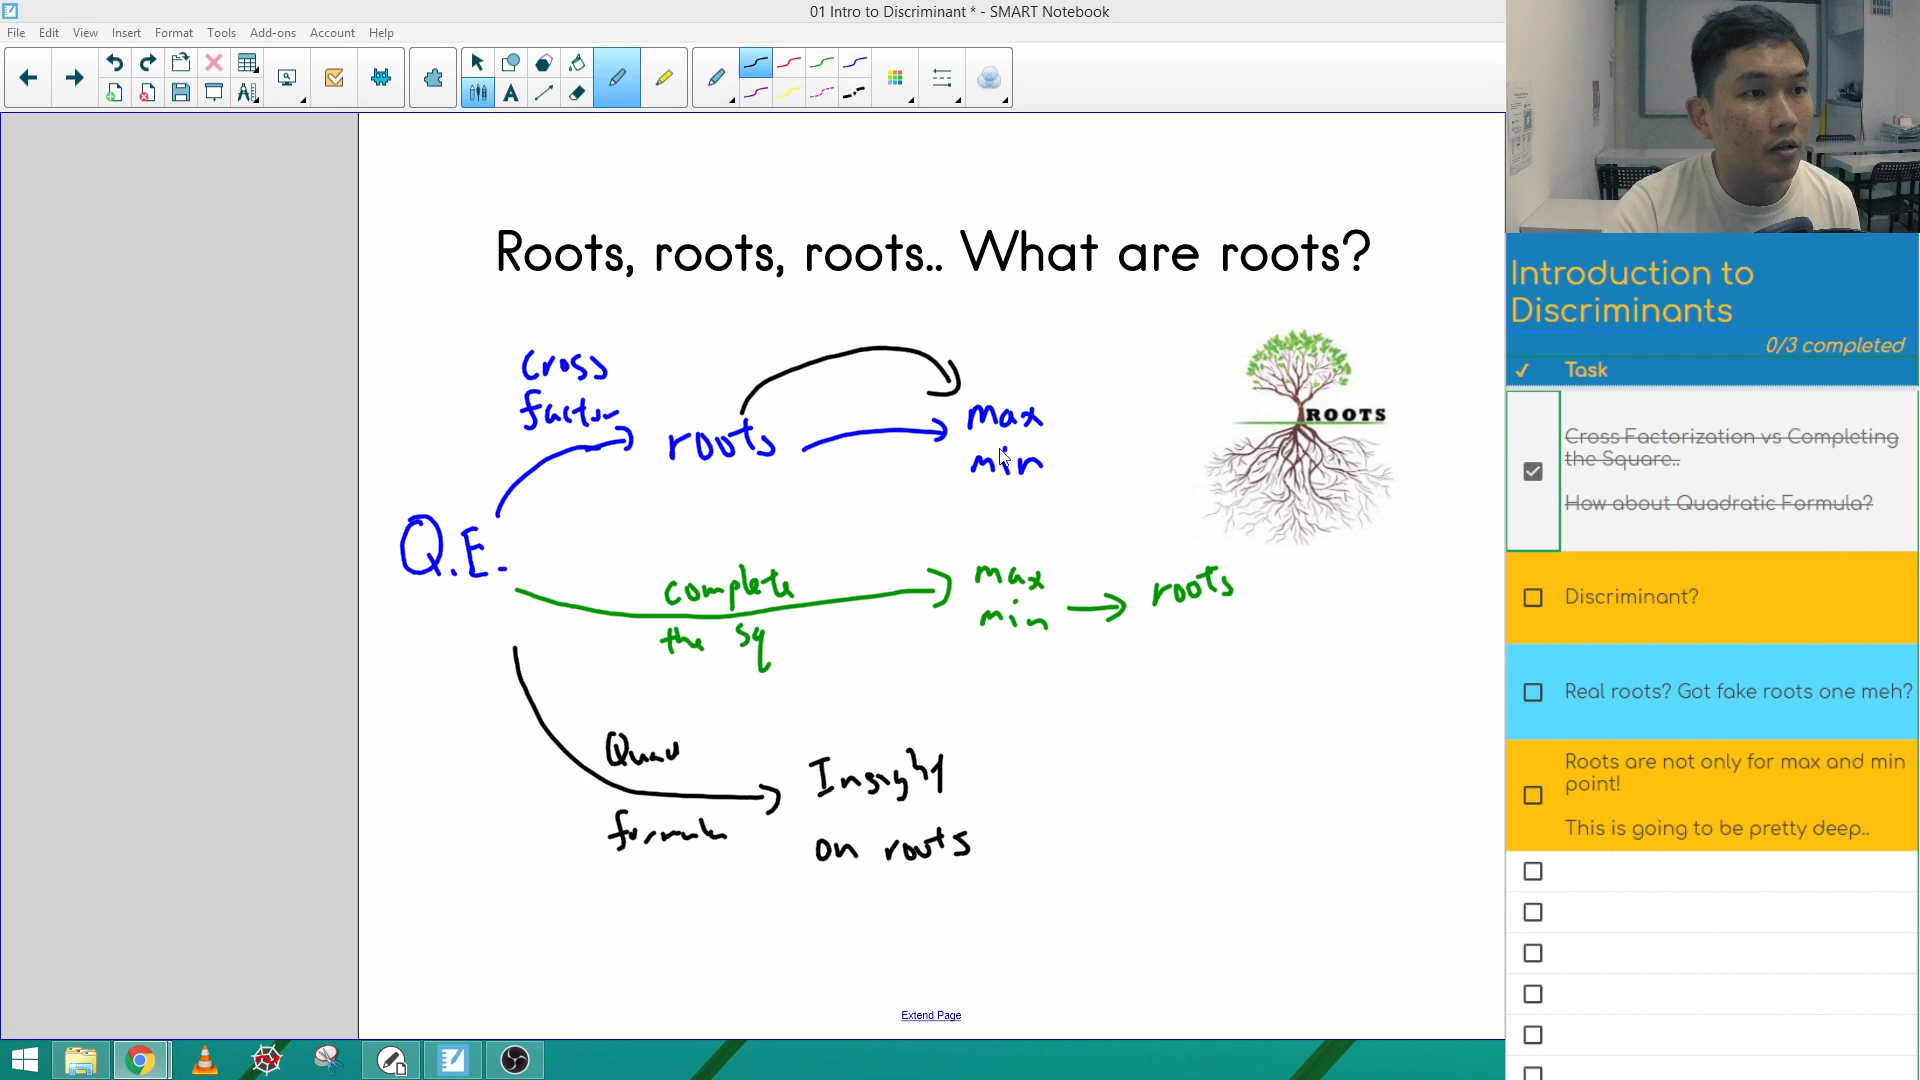 01 Intro to Discriminant * - SMART Notebook
File Edit View Insert Format Tools Add-ons Account Help
Roots, roots, roots.. What are roots?
Cross
factor
roots
max
min
ROOTS
Q.E.
complete
the sq
max
min
roots
Quad
formula
Insight
on roots
Extend Page
Introduction to
Discriminants
0/3 completed
✓ Task
Cross Factorization vs Completing
the Square..
How about Quadratic Formula?
Discriminant?
Real roots? Got fake roots one meh?
Roots are not only for max and min
point!
This is going to be pretty deep..